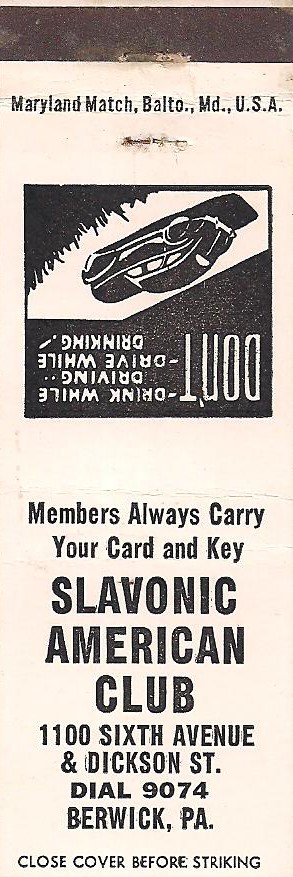 Maryland Match, Balto., Md., U.S.A.
DON'T
-DRINK WHILE
DRIVING..
-DRIVE WHILE
DRINKING!
Members Always Carry
Your Card and Key
SLAVONIC
AMERICAN
CLUB
1100 SIXTH AVENUE
& DICKSON ST.
DIAL 9074
BERWICK, PA.
CLOSE COVER BEFORE STRIKING